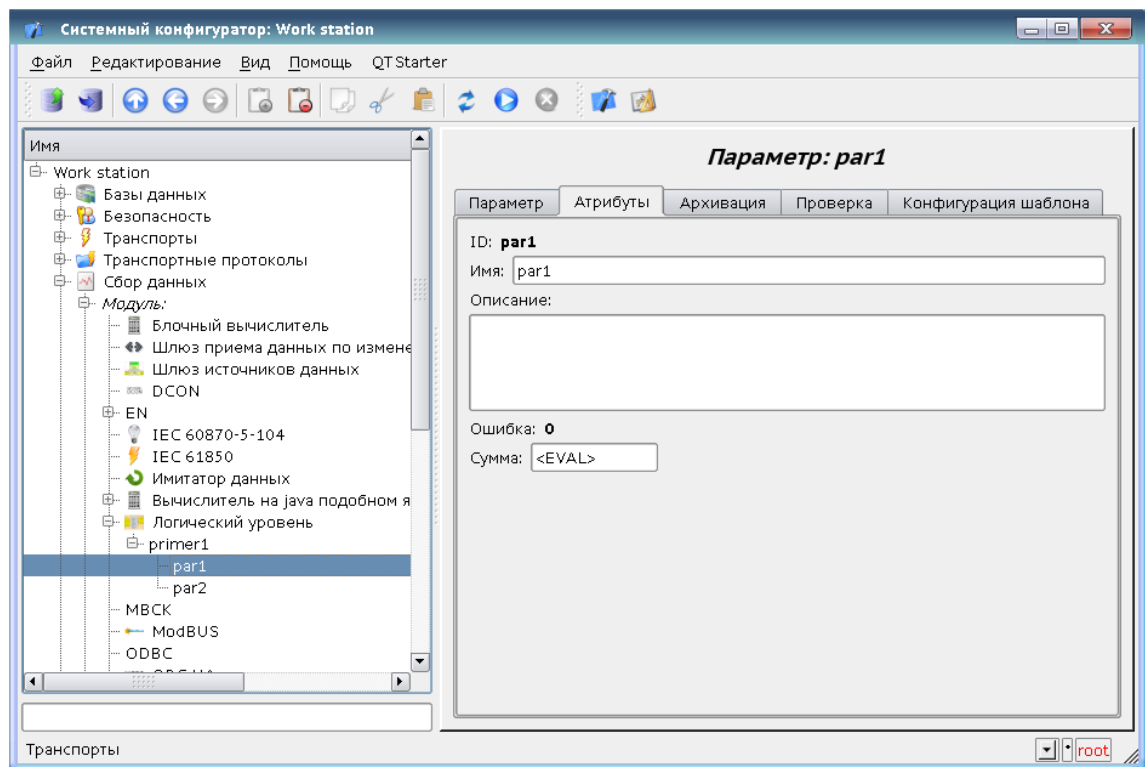 Системный конфигуратор: Work station
Файл Редактирование Вид Помощь QTStarter
Имя
Work station
Базы данных
Безопасность
Транспорты
Транспортные протоколы
Сбор данных
Модуль:
Блочный вычислитель
Шлюз приема данных по измене
Шлюз источников данных
DCON
EN
IEC 60870-5-104
IEC 61850
Имитатор данных
Вычислитель на java подобном я
Логический уровень
primer1
par1
par2
МВСК
ModBUS
ODBC
Параметр: par1
Параметр Атрибуты Архивация Проверка Конфигурация шаблона
ID: par1
Имя: par1
Описание:
Ошибка: 0
Сумма: <EVAL>
Транспорты
root